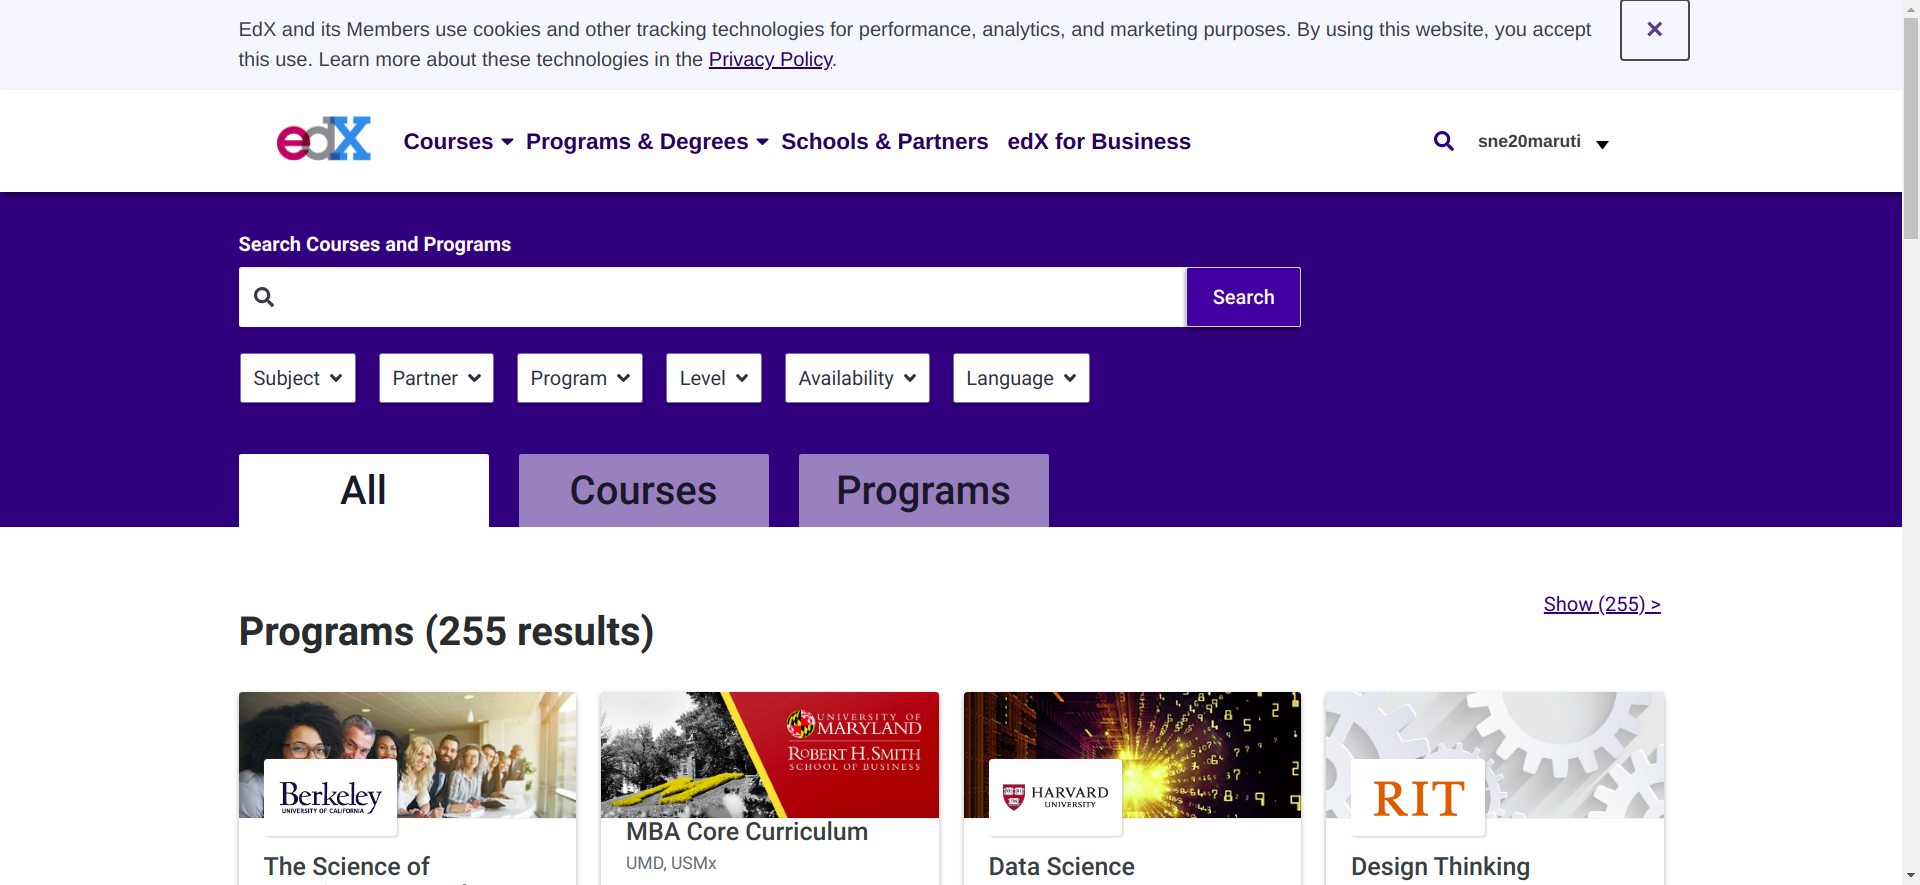 EdX and its Members use cookies and other tracking technologies for performance, analytics, and marketing purposes. By using this website, you accept
this use. Learn more about these technologies in the Privacy Policy.
×
edX
Courses
Programs & Degrees
Schools & Partners
edX for Business
sne20maruti
Search Courses and Programs
Search
Subject
Partner
Program
Level
Availability
Language
All
Courses
Programs
Show (255) >
Programs (255 results)
Berkeley
UNIVERSITY OF CALIFORNIA
The Science of
UNIVERSITY OF
MARYLAND
ROBERT H. SMITH
SCHOOL OF BUSINESS
MBA Core Curriculum
UMD, USMx
HARVARD
UNIVERSITY
Data Science
RIT
Design Thinking